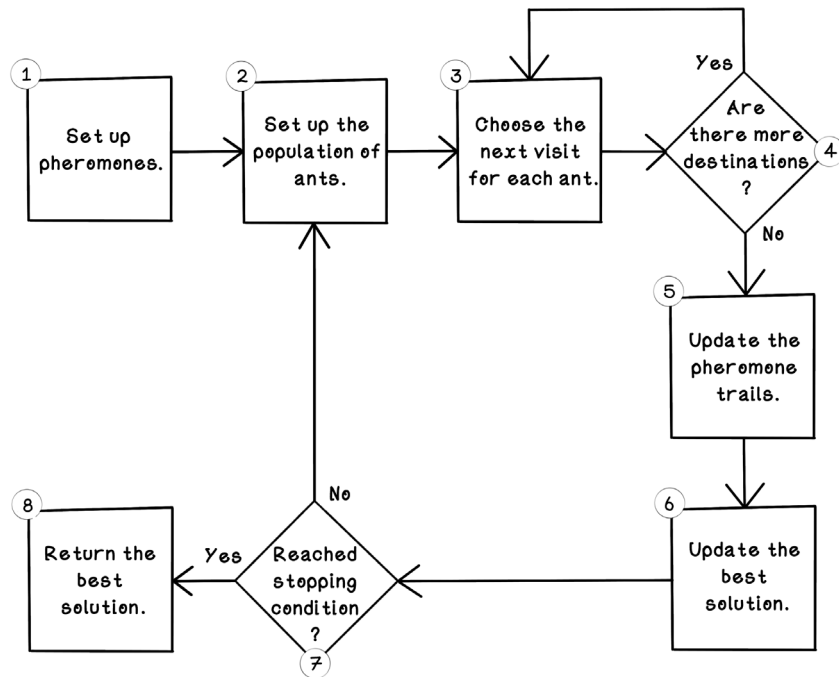 1
Set up
pheromones.
2
Set up the
population of
ants.
3
Choose the
next visit
for each ant.
Yes
Are
there more
destinations
?
4
No
5
Update the
pheromone
trails.
6
Update the
best
solution.
No
Reached
stopping
condition
?
7
Yes
8
Return the
best
solution.